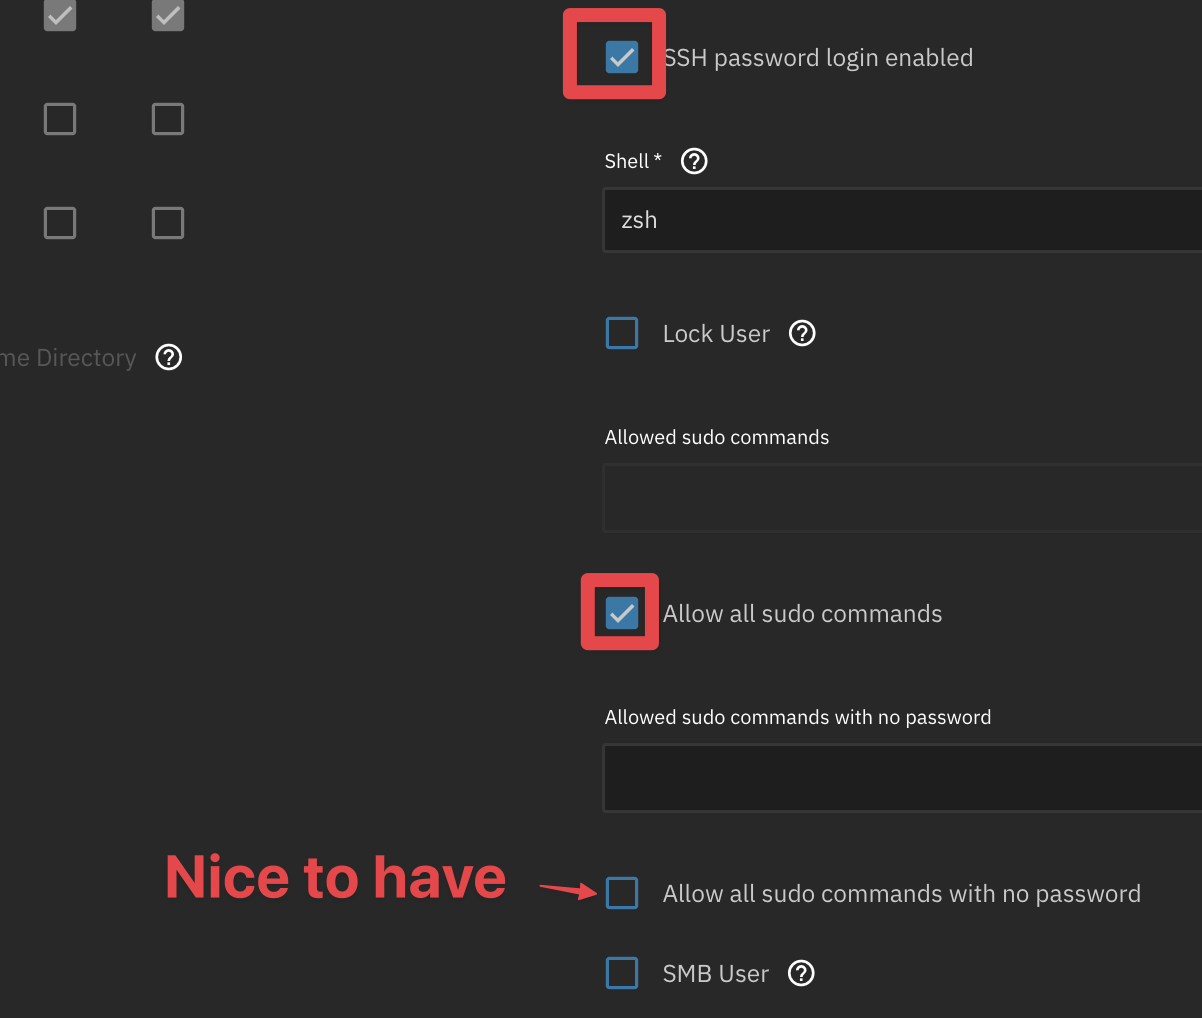 SSH password login enabled
Shell *
zsh
Lock User
me Directory
Allowed sudo commands
Allow all sudo commands
Allowed sudo commands with no password
Nice to have
Allow all sudo commands with no password
SMB User